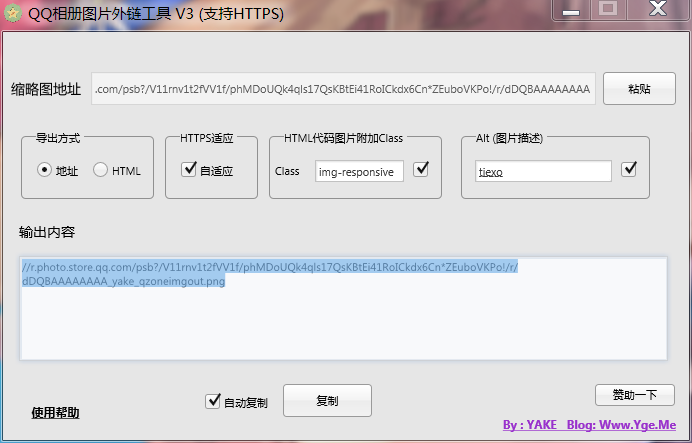 QQ相册图片外链工具 V3 (支持HTTPS)
缩略图地址 .com/psb?/V11rnv1t2fVV1f/phMDoUQk4qls17QsKBtEi41RoICkdx6Cn*ZEuboVKPo!/r/dDQBAAAAAAAA 粘贴
导出方式 HTTPS适应 HTML代码图片附加Class Alt (图片描述)
地址 HTML 自适应 Class img-responsive tiexo
输出内容
//r.photo.store.qq.com/psb?/V11rnv1t2fVV1f/phMDoUQk4qls17QsKBtEi41RoICkdx6Cn*ZEuboVKPo!/r/
dDQBAAAAAAAA_yake_qzoneimgout.png
使用帮助 自动复制 复制 赞助一下
By : YAKE Blog: Www.Yge.Me